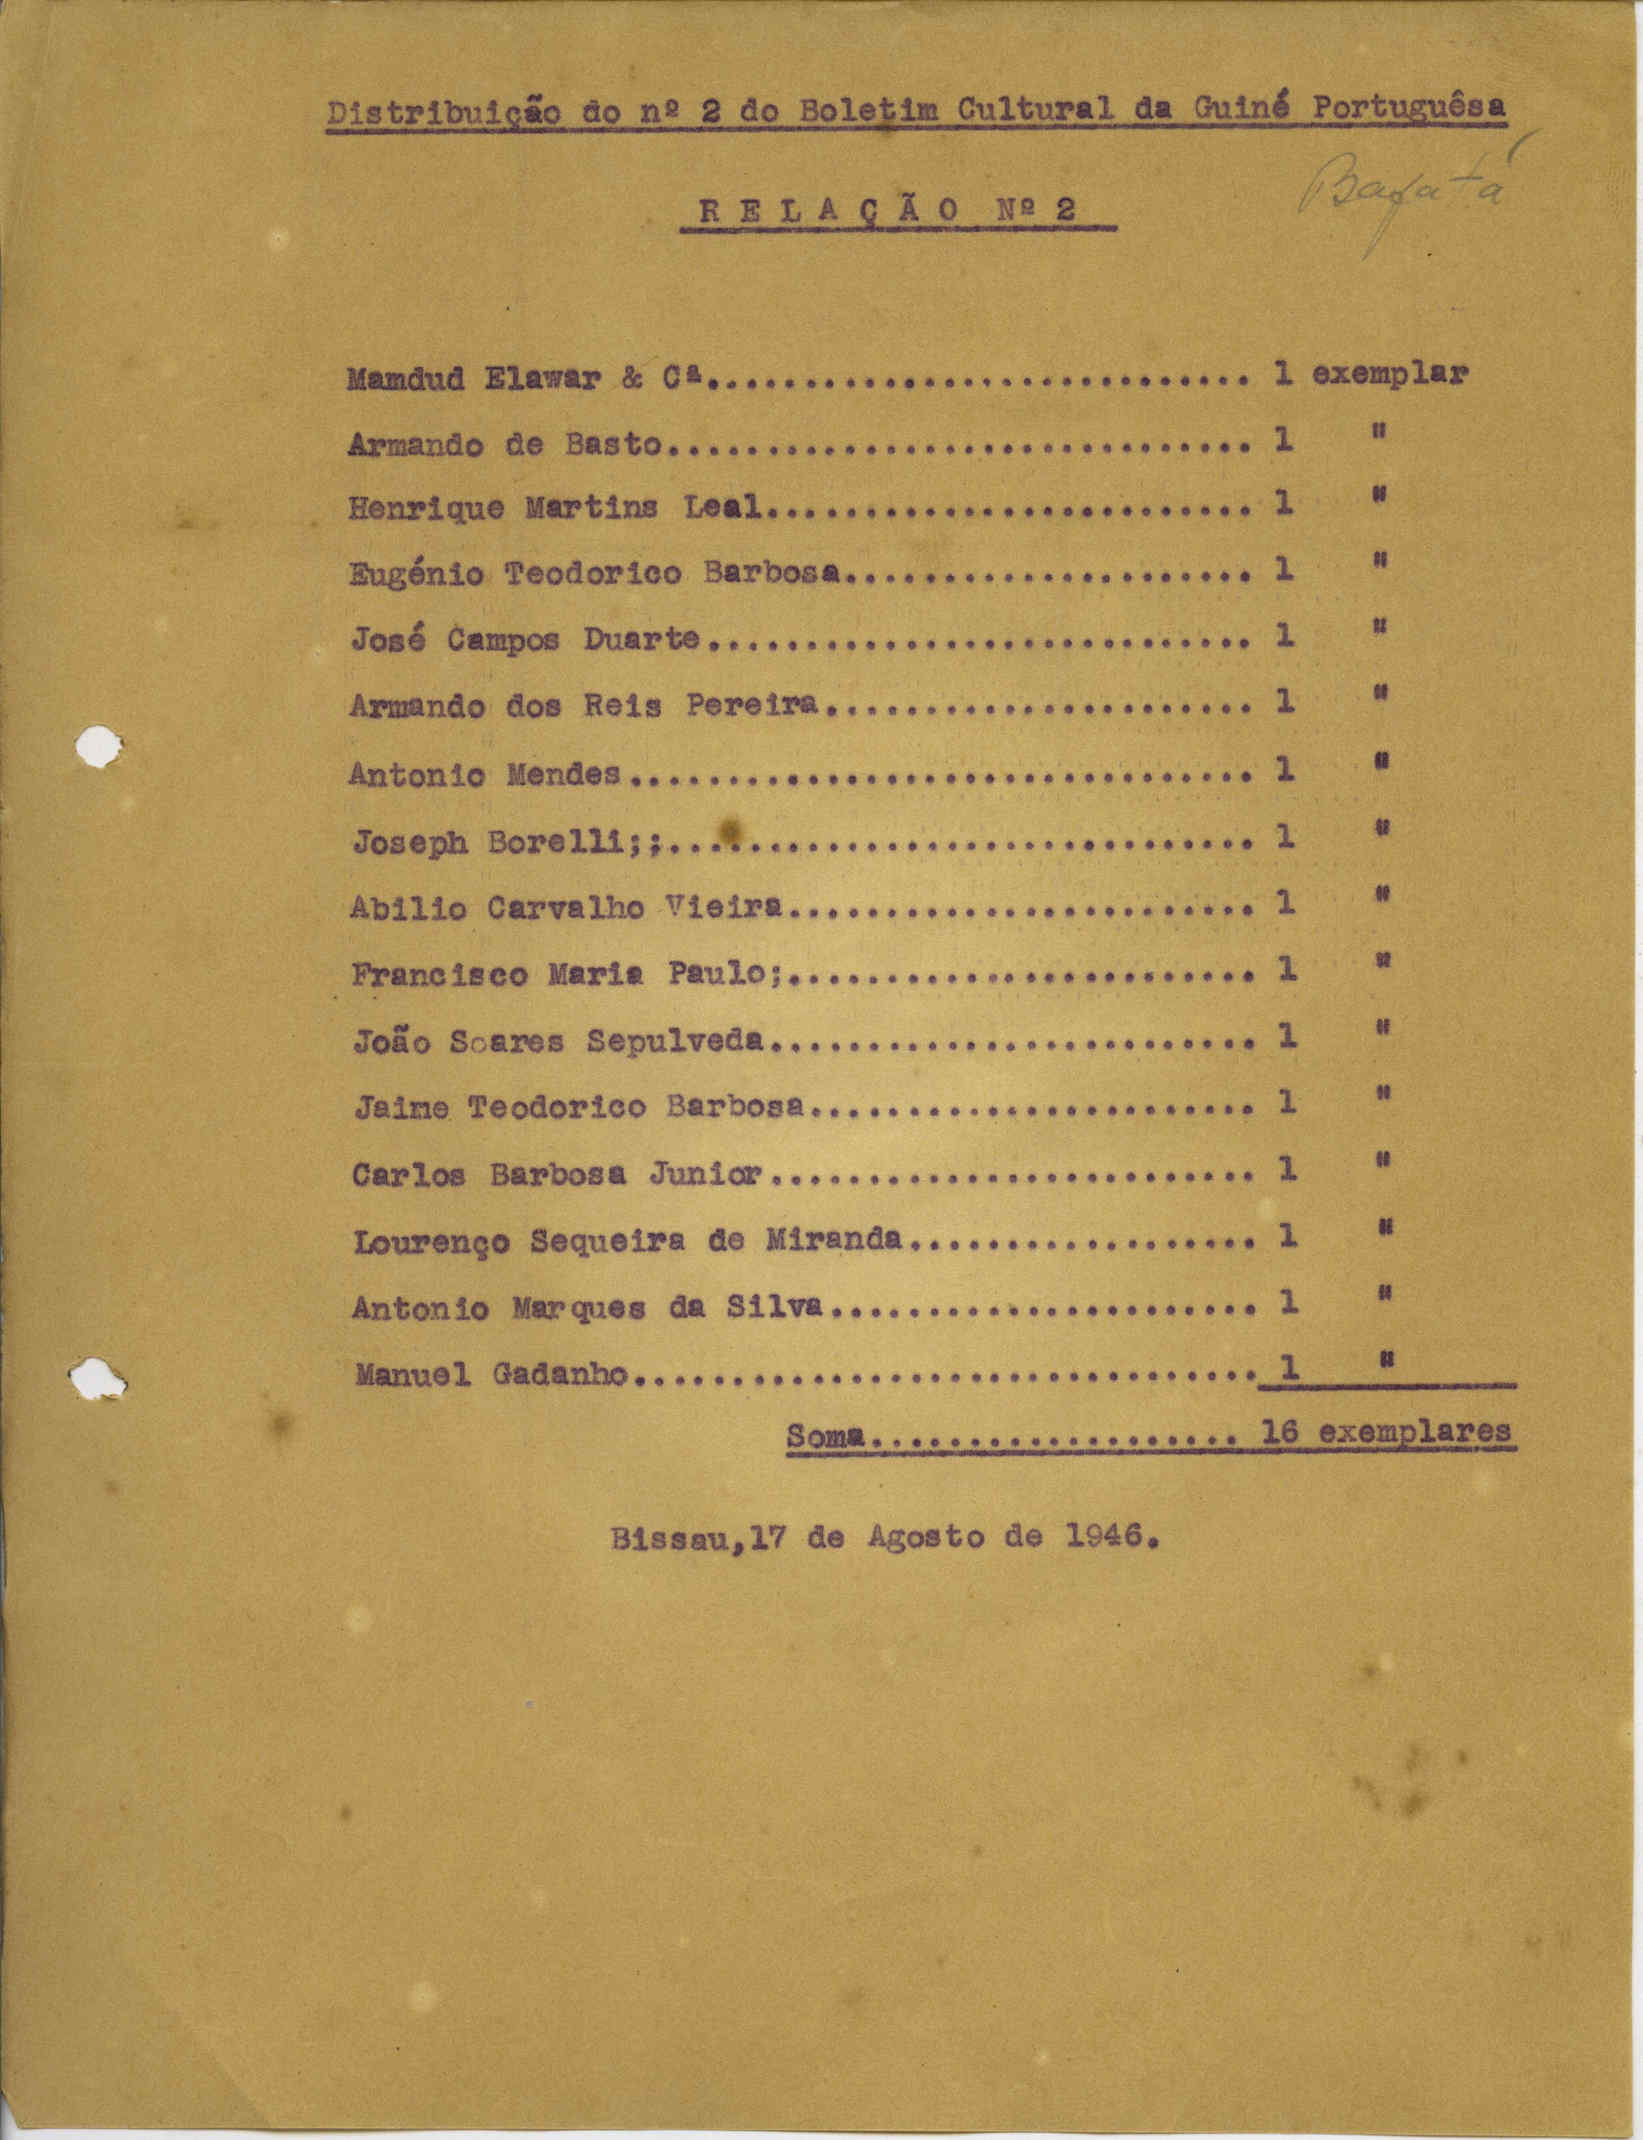 Distribuição do nº 2 do Boletim Cultural da Guiné Portuguêsa
Bafatá
RELAÇÃO Nº 2
Mamdud Elawar & Cª............................ 1 exemplar
Armando de Basto.............................. 1 "
Henrique Martins Leal......................... 1 "
Eugénio Teodorico Barbosa..................... 1 "
José Campos Duarte............................ 1 "
Armando dos Reis Pereira...................... 1 "
Antonio Mendes................................ 1 "
Joseph Borelli;;.............................. 1 "
Abilio Carvalho Vieira........................ 1 "
Francisco Maria Paulo;........................ 1 "
João Soares Sepulveda......................... 1 "
Jaime Teodorico Barbosa....................... 1 "
Carlos Barbosa Junior......................... 1 "
Lourenço Sequeira de Miranda.................. 1 "
Antonio Marques da Silva...................... 1 "
Manuel Gadanho................................ 1 "
Soma................... 16 exemplares
Bissau,17 de Agosto de 1946.